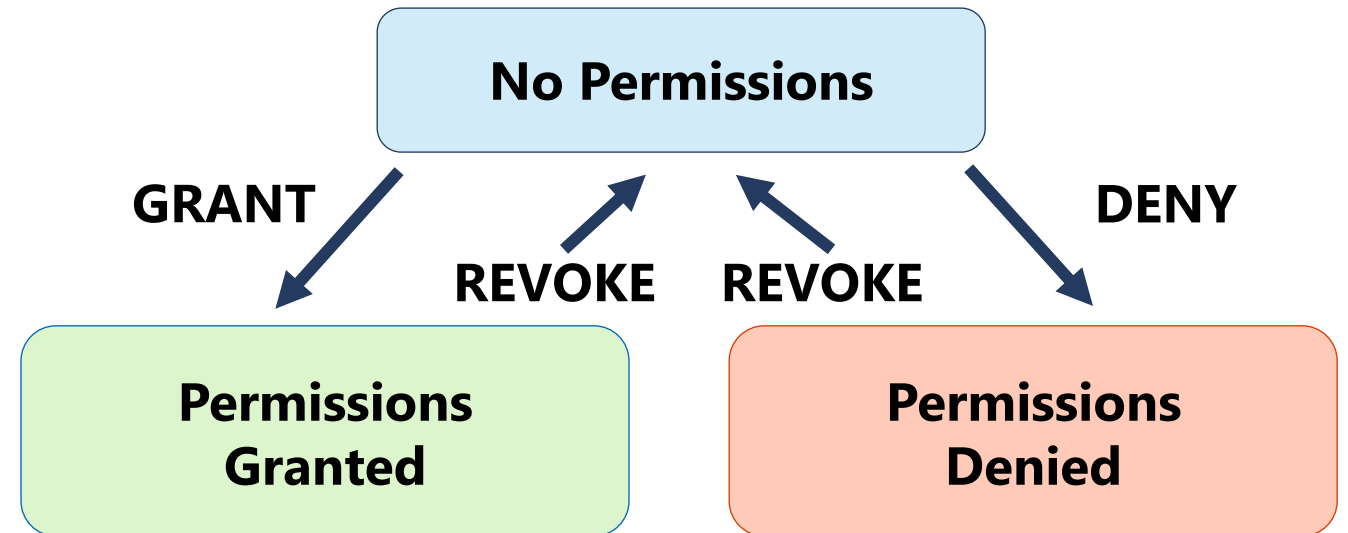 No Permissions
GRANT
DENY
REVOKE
REVOKE
Permissions
Granted
Permissions
Denied